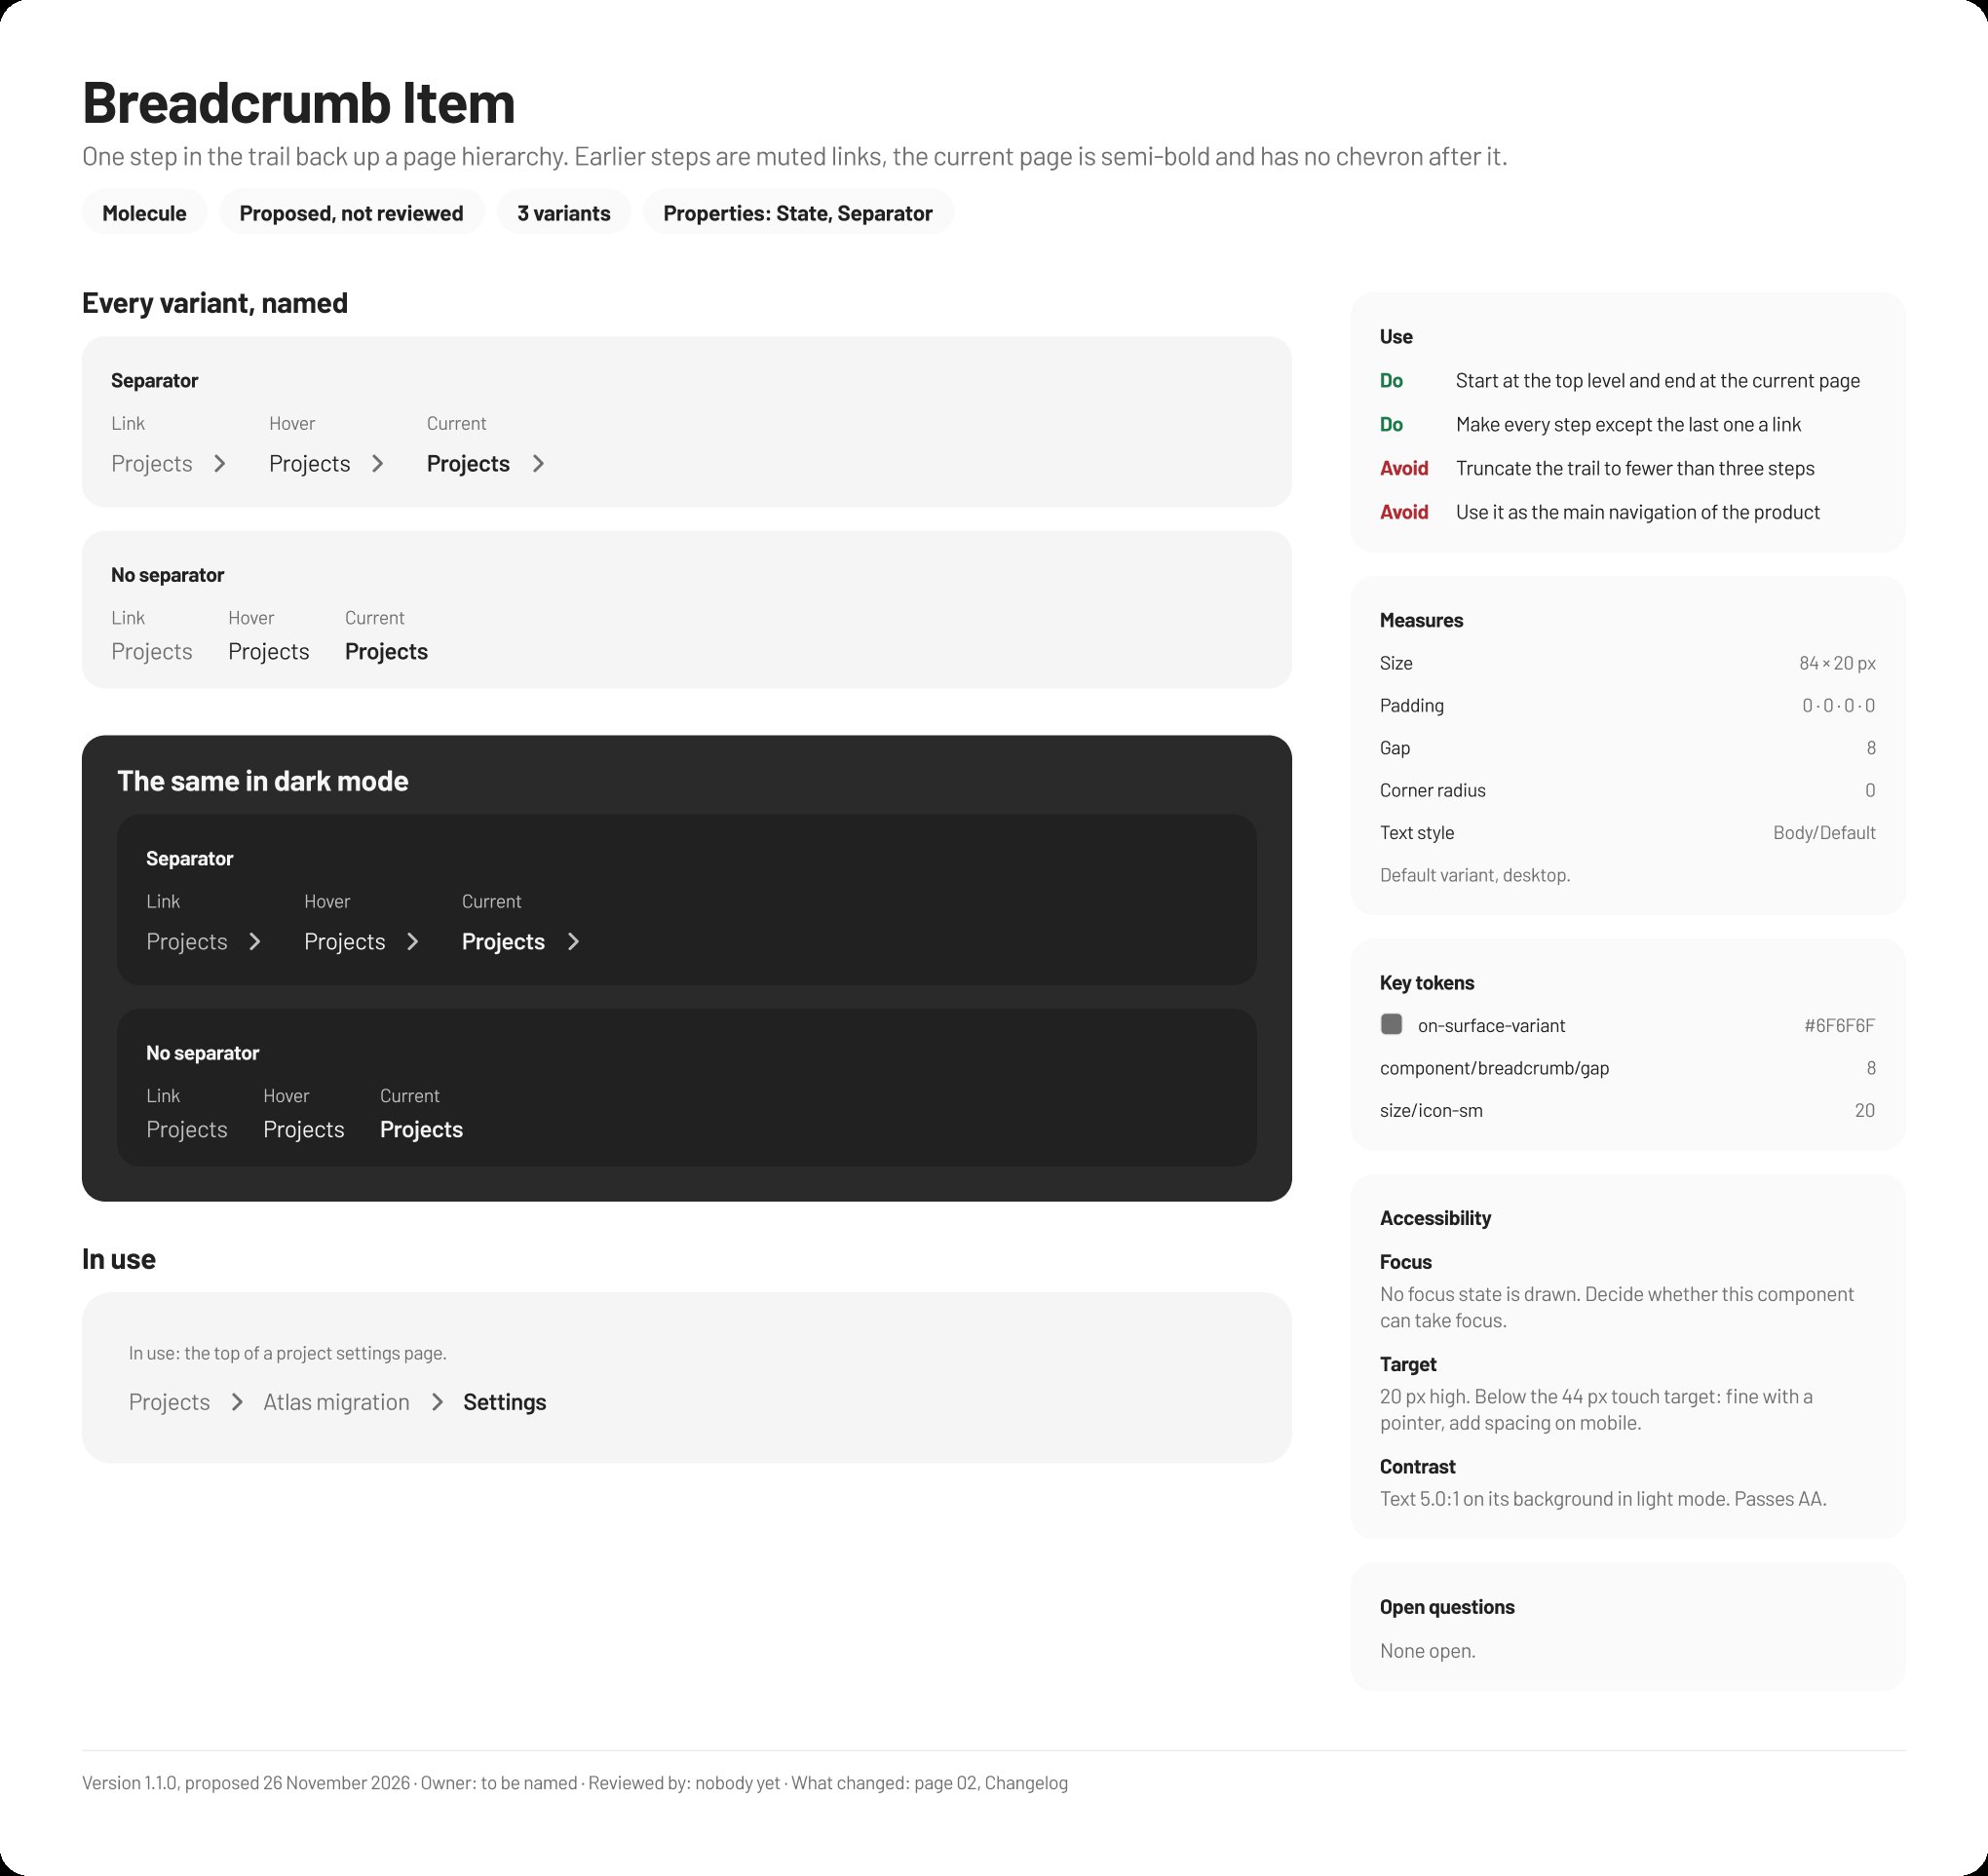 Breadcrumb Item
One step in the trail back up a page hierarchy. Earlier steps are muted links, the current page is semi-bold and has no chevron after it.
Molecule
Proposed, not reviewed
3 variants
Properties: State, Separator
Every variant, named
Separator
Link Hover Current
Projects Projects Projects
No separator
Link Hover Current
Projects Projects Projects
The same in dark mode
Separator
Link Hover Current
Projects Projects Projects
No separator
Link Hover Current
Projects Projects Projects
In use
In use: the top of a project settings page.
Projects Atlas migration Settings
Use
Do Start at the top level and end at the current page
Do Make every step except the last one a link
Avoid Truncate the trail to fewer than three steps
Avoid Use it as the main navigation of the product
Measures
Size 84 × 20 px
Padding 0 · 0 · 0 · 0
Gap 8
Corner radius 0
Text style Body/Default
Default variant, desktop.
Key tokens
on-surface-variant #6F6F6F
component/breadcrumb/gap 8
size/icon-sm 20
Accessibility
Focus
No focus state is drawn. Decide whether this component
can take focus.
Target
20 px high. Below the 44 px touch target: fine with a
pointer, add spacing on mobile.
Contrast
Text 5.0:1 on its background in light mode. Passes AA.
Open questions
None open.
Version 1.1.0, proposed 26 November 2026 · Owner: to be named · Reviewed by: nobody yet · What changed: page 02, Changelog